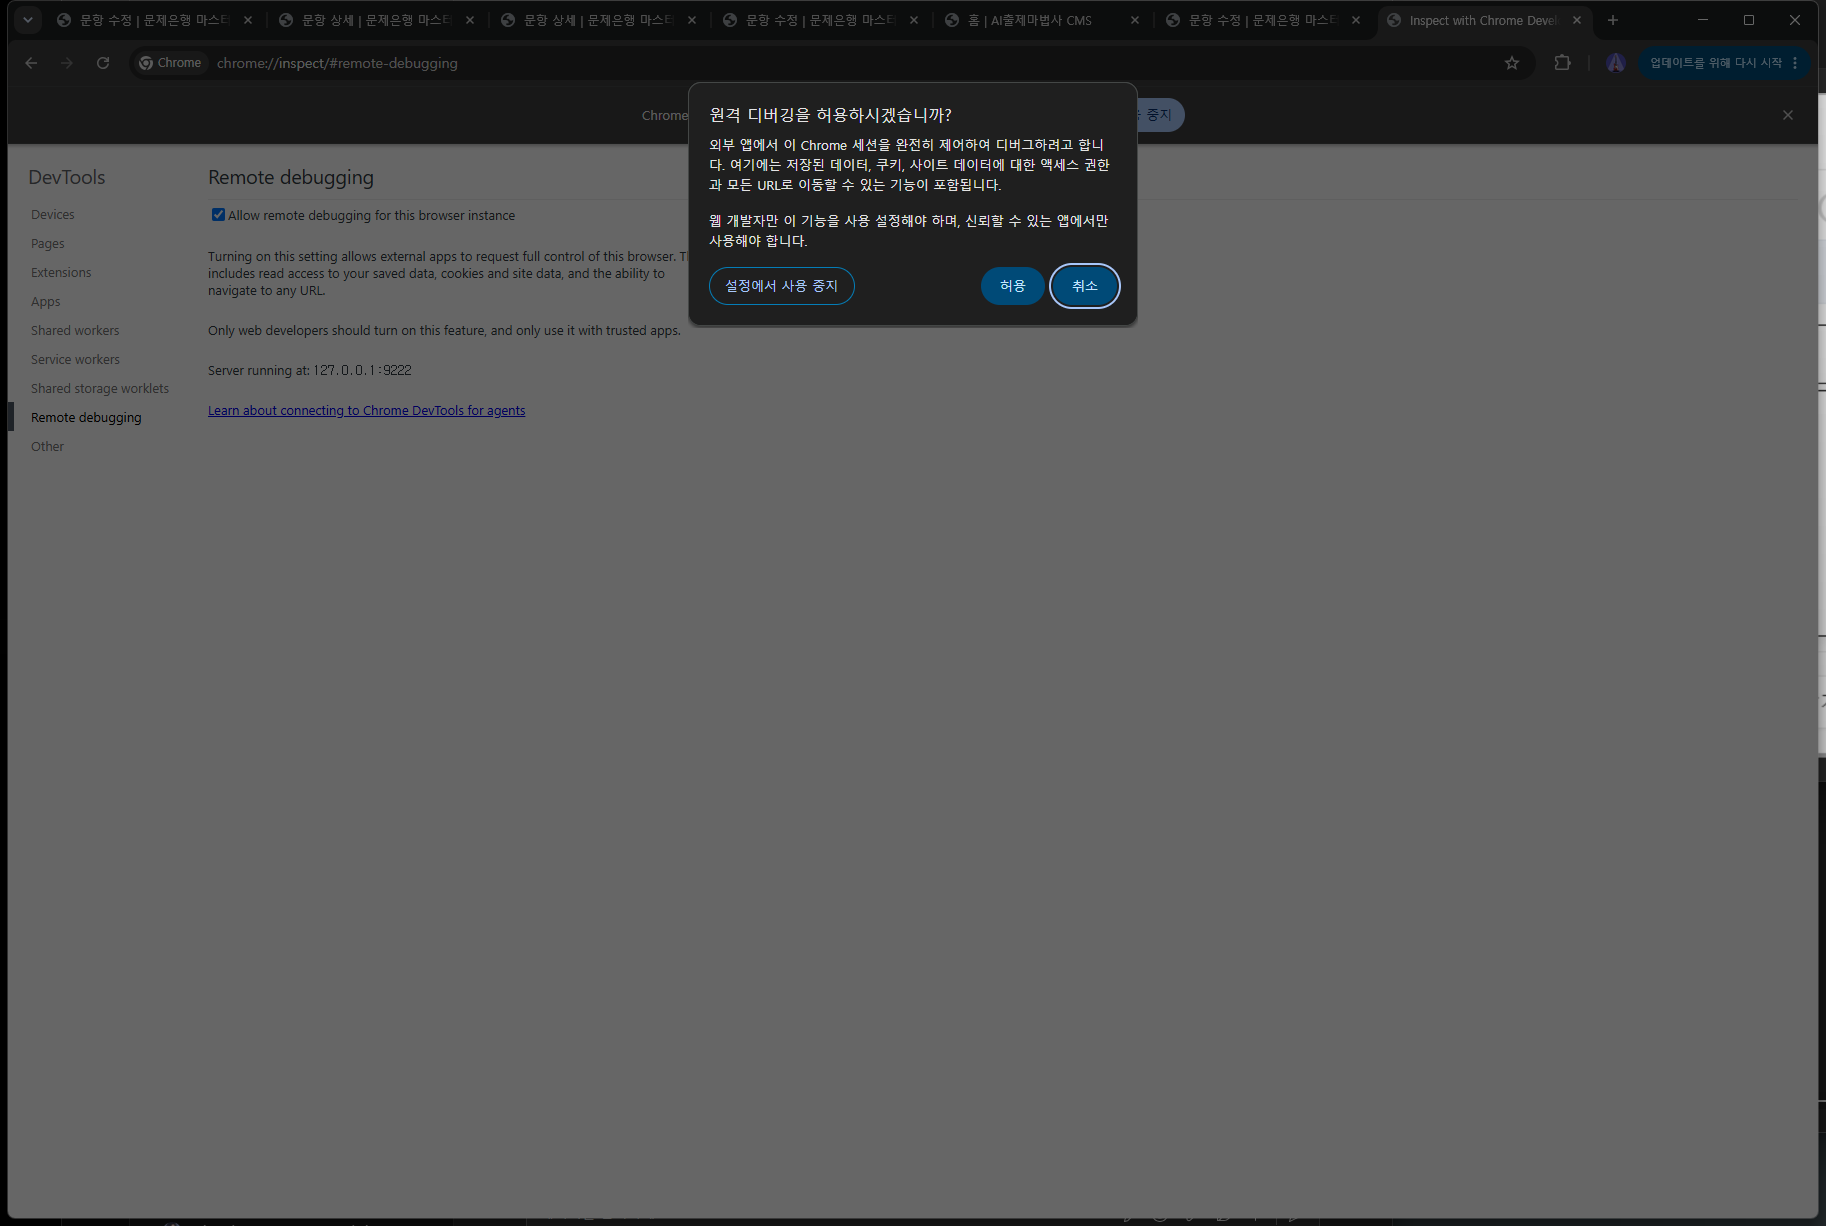 문항 수정 | 문제은행 마스터
문항 상세 | 문제은행 마스터
문항 상세 | 문제은행 마스터
문항 수정 | 문제은행 마스터
홈 | AI출제마법사 CMS
문항 수정 | 문제은행 마스터
Inspect with Chrome Devel
Chrome
chrome://inspect/#remote-debugging
업데이트를 위해 다시 시작
Chrome
중지
원격 디버깅을 허용하시겠습니까?
외부 앱에서 이 Chrome 세션을 완전히 제어하여 디버그하려고 합니
다. 여기에는 저장된 데이터, 쿠키, 사이트 데이터에 대한 액세스 권한
과 모든 URL로 이동할 수 있는 기능이 포함됩니다.
웹 개발자만 이 기능을 사용 설정해야 하며, 신뢰할 수 있는 앱에서만
사용해야 합니다.
설정에서 사용 중지
허용
취소
DevTools
Devices
Pages
Extensions
Apps
Shared workers
Service workers
Shared storage worklets
Remote debugging
Other
Remote debugging
Allow remote debugging for this browser instance
Turning on this setting allows external apps to request full control of this browser.
includes read access to your saved data, cookies and site data, and the ability to
navigate to any URL.
Only web developers should turn on this feature, and only use it with trusted apps.
Server running at: 127.0.0.1:9222
Learn about connecting to Chrome DevTools for agents